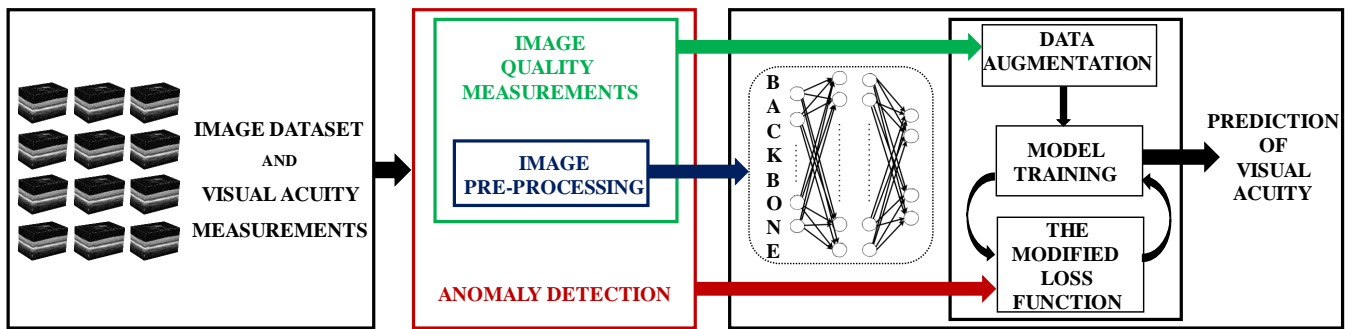 IMAGE DATASET
AND
VISUAL ACUITY
MEASUREMENTS
IMAGE
QUALITY
MEASUREMENTS
IMAGE
PRE-PROCESSING
ANOMALY DETECTION
BACKBONE
DATA
AUGMENTATION
MODEL
TRAINING
THE
MODIFIED
LOSS
FUNCTION
PREDICTION
OF
VISUAL
ACUITY